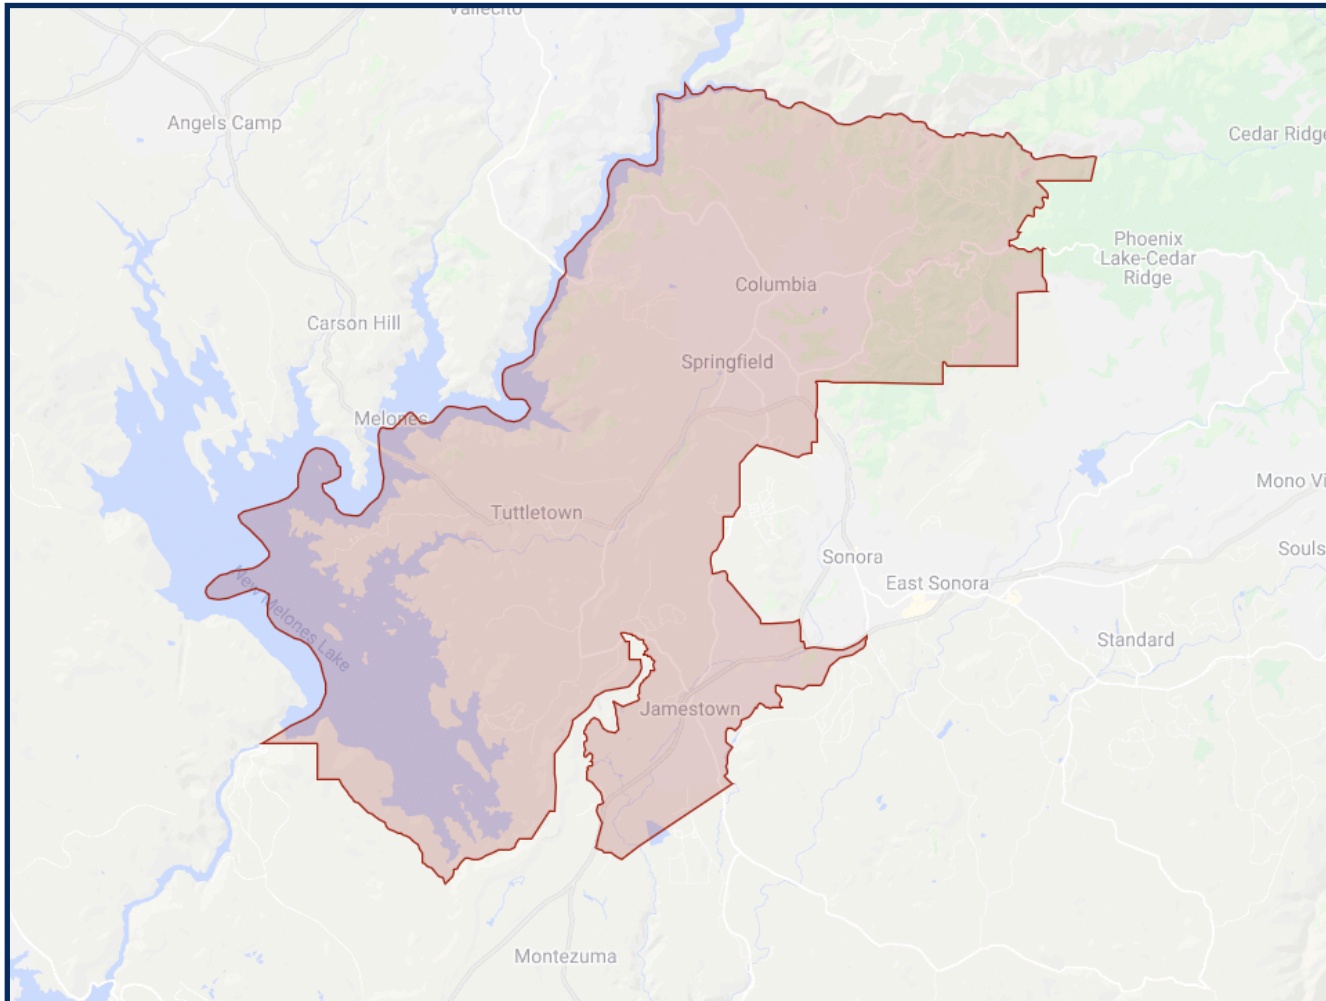 Vallecito
Angels Camp
Cedar Ridge
Phoenix
Lake-Cedar
Ridge
Columbia
Carson Hill
Springfield
Melones
Mono Vi
Tuttletown
Souls
Sonora
East Sonora
New Melones Lake
Standard
Jamestown
Montezuma